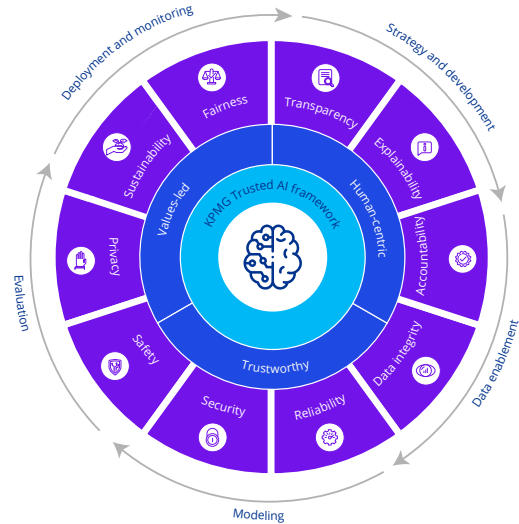 Strategy and development
Data enablement
Modeling
Evaluation
Deployment and monitoring
Transparency
Explainability
Accountability
Data integrity
Reliability
Security
Safety
Privacy
Sustainability
Fairness
Human-centric
Trustworthy
Values-led
KPMG Trusted AI framework